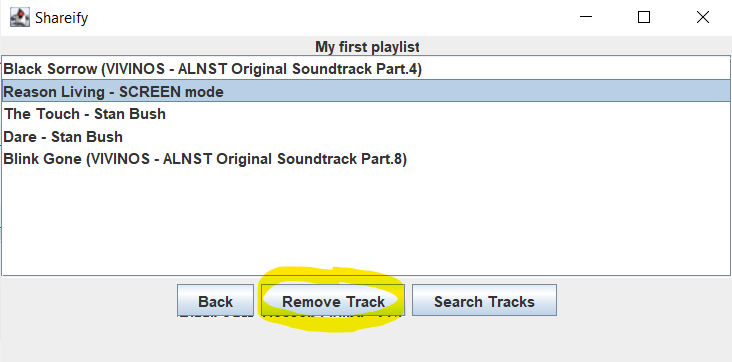 Shareify
My first playlist
Black Sorrow (VIVINOS - ALNST Original Soundtrack Part.4)
Reason Living - SCREEN mode
The Touch - Stan Bush
Dare - Stan Bush
Blink Gone (VIVINOS - ALNST Original Soundtrack Part.8)
Back Remove Track Search Tracks